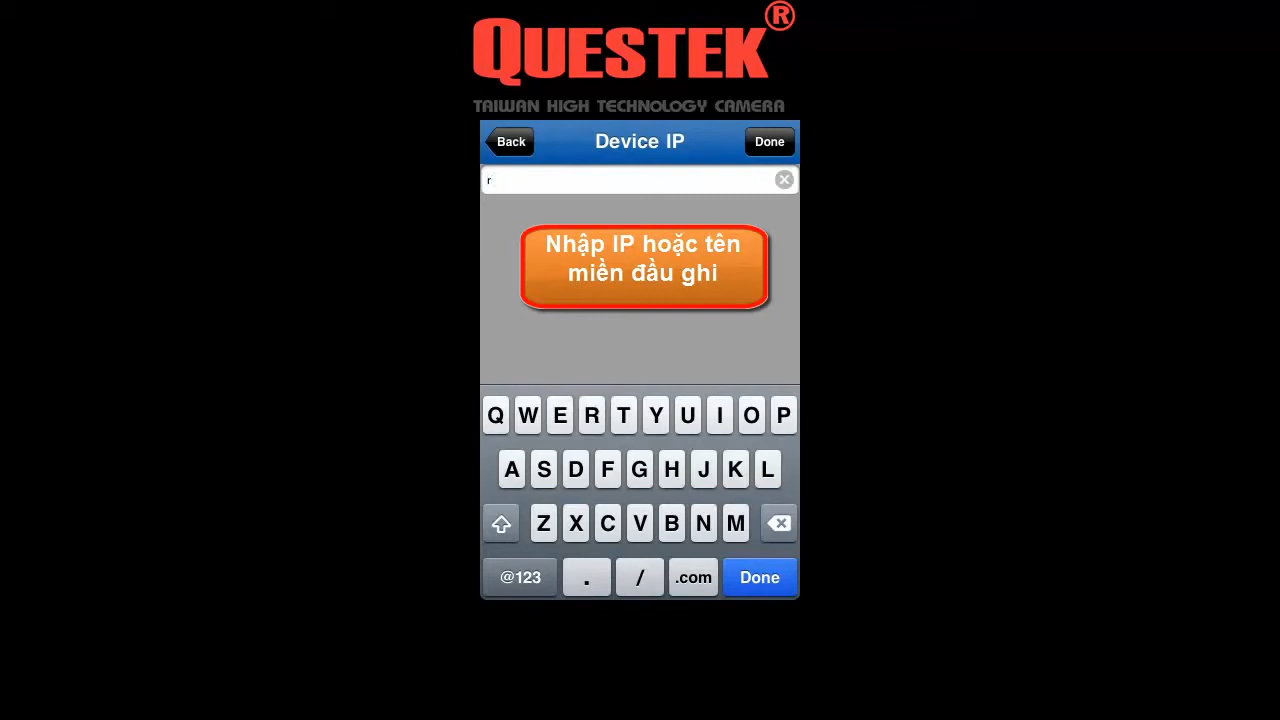 QUESTEK®
TAIWAN HIGH TECHNOLOGY CAMERA
Back
Device IP
Done
r
Nhập IP hoặc tên
miền đầu ghi
Q W E R T Y U I O P
A S D F G H J K L
Z X C V B N M
@123 . / .com Done